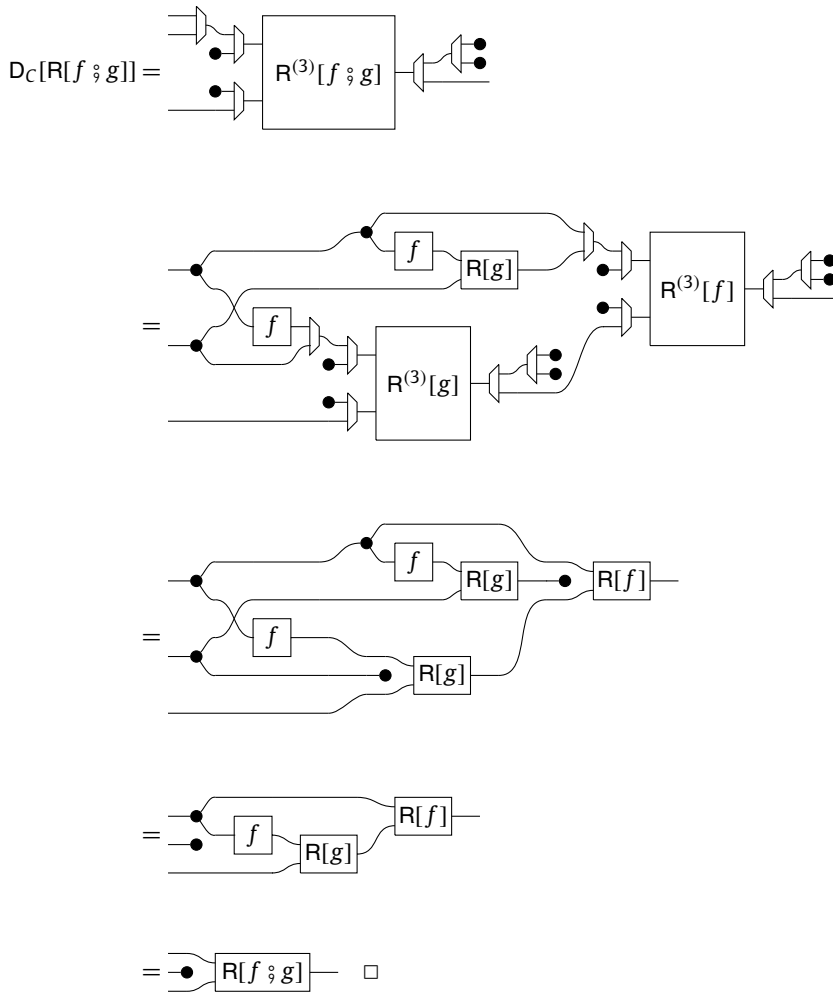 D_C[R[f ⨾ g]] = R^(3)[f ⨾ g]
f
R[g]
R^(3)[f]
=
f
R^(3)[g]
f
R[g]
R[f]
=
f
R[g]
=
f
R[g]
R[f]
= R[f ⨾ g] □